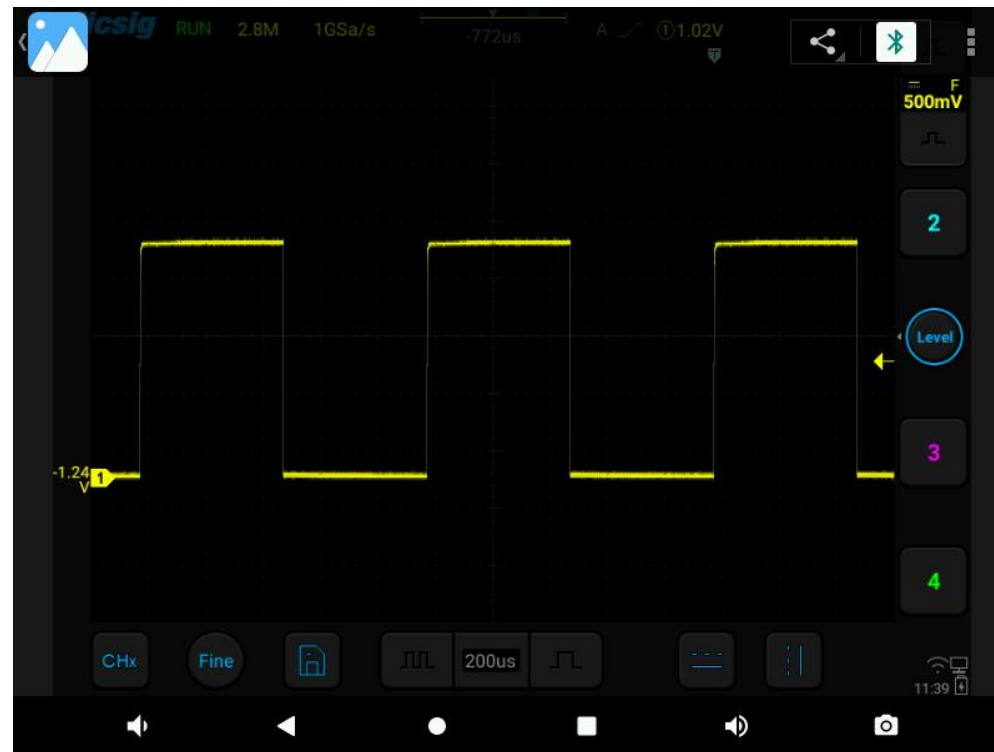 icsig RUN 2.8M 1GSa/s -772us A ①1.02V
T
F
500mV
2
Level
3
-1.24
V
1
4
CHx Fine 200us
11:39